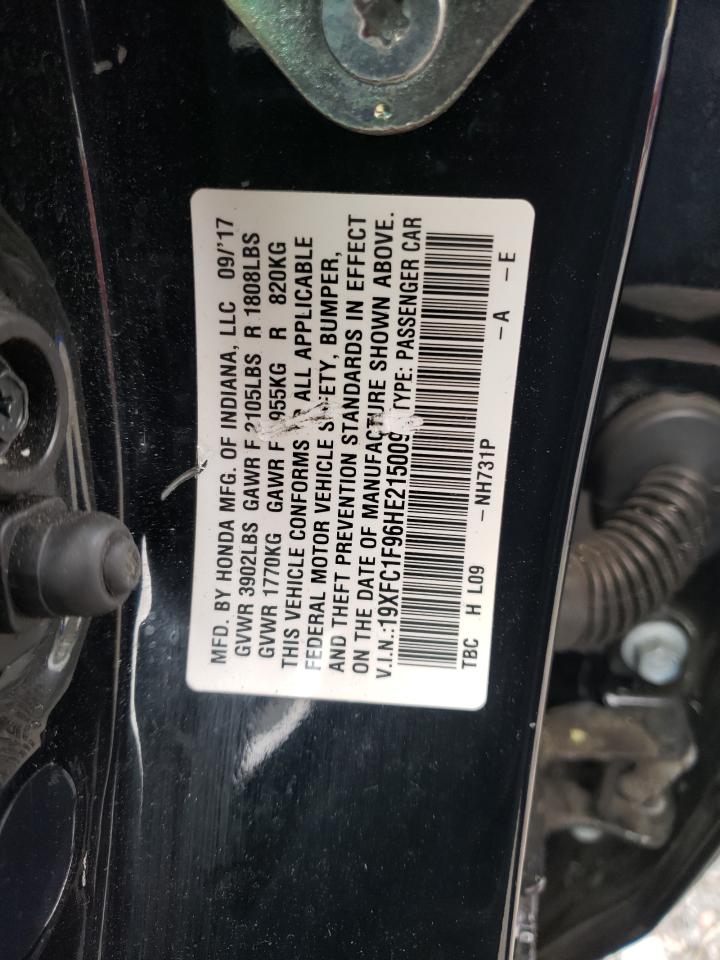 MFD. BY HONDA MFG. OF INDIANA, LLC 09/'17
GVWR 3902LBS GAWR F 2105LBS R 1808LBS
GVWR 1770KG GAWR F 955KG R 820KG
THIS VEHICLE CONFORMS ALL APPLICABLE
FEDERAL MOTOR VEHICLE BUMPER,
AND THEFT PREVENTION STANDARDS IN EFFECT
ON THE DATE OF MANUFACTURE SHOWN ABOVE.
V.I.N.: TYPE: PASSENGER CAR
TBC H L09 -NH731P -A -E